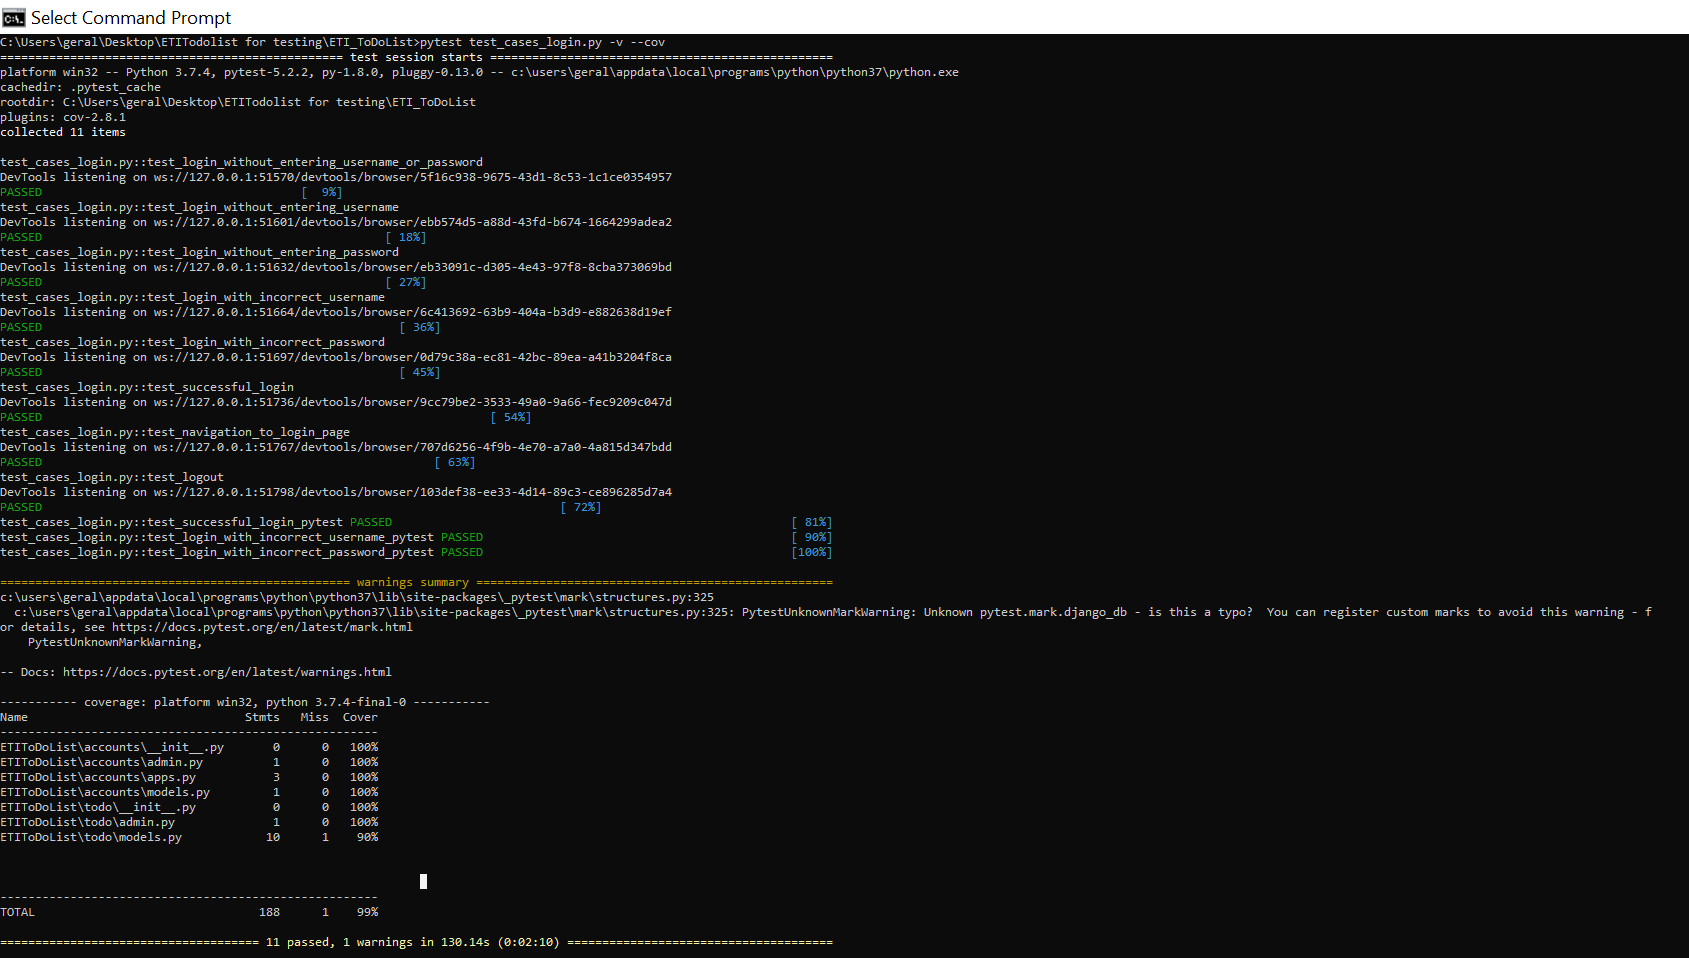 Select Command Prompt
C:\Users\geral\Desktop\ETITodolist for testing\ETI_ToDoList>pytest test_cases_login.py -v --cov
================================================= test session starts =================================================
platform win32 -- Python 3.7.4, pytest-5.2.2, py-1.8.0, pluggy-0.13.0 -- c:\users\geral\appdata\local\programs\python\python37\python.exe
cachedir: .pytest_cache
rootdir: C:\Users\geral\Desktop\ETITodolist for testing\ETI_ToDoList
plugins: cov-2.8.1
collected 11 items
test_cases_login.py::test_login_without_entering_username_or_password
DevTools listening on ws://127.0.0.1:51570/devtools/browser/5f16c938-9675-43d1-8c53-1c1ce0354957
PASSED                                     [  9%]
test_cases_login.py::test_login_without_entering_username
DevTools listening on ws://127.0.0.1:51601/devtools/browser/ebb574d5-a88d-43fd-b674-1664299adea2
PASSED                                                 [ 18%]
test_cases_login.py::test_login_without_entering_password
DevTools listening on ws://127.0.0.1:51632/devtools/browser/eb33091c-d305-4e43-97f8-8cba373069bd
PASSED                                                 [ 27%]
test_cases_login.py::test_login_with_incorrect_username
DevTools listening on ws://127.0.0.1:51664/devtools/browser/6c413692-63b9-404a-b3d9-e882638d19ef
PASSED                                                   [ 36%]
test_cases_login.py::test_login_with_incorrect_password
DevTools listening on ws://127.0.0.1:51697/devtools/browser/0d79c38a-ec81-42bc-89ea-a41b3204f8ca
PASSED                                                   [ 45%]
test_cases_login.py::test_successful_login
DevTools listening on ws://127.0.0.1:51736/devtools/browser/9cc79be2-3533-49a0-9a66-fec9209c047d
PASSED                                                                [ 54%]
test_cases_login.py::test_navigation_to_login_page
DevTools listening on ws://127.0.0.1:51767/devtools/browser/707d6256-4f9b-4e70-a7a0-4a815d347bdd
PASSED                                                        [ 63%]
test_cases_login.py::test_logout
DevTools listening on ws://127.0.0.1:51798/devtools/browser/103def38-ee33-4d14-89c3-ce896285d7a4
PASSED                                                                          [ 72%]
test_cases_login.py::test_successful_login_pytest PASSED                                                         [ 81%]
test_cases_login.py::test_login_with_incorrect_username_pytest PASSED                                            [ 90%]
test_cases_login.py::test_login_with_incorrect_password_pytest PASSED                                            [100%]
================================================== warnings summary ===================================================
c:\users\geral\appdata\local\programs\python\python37\lib\site-packages\_pytest\mark\structures.py:325
  c:\users\geral\appdata\local\programs\python\python37\lib\site-packages\_pytest\mark\structures.py:325: PytestUnknownMarkWarning: Unknown pytest.mark.django_db - is this a typo?  You can register custom marks to avoid this warning - f
or details, see https://docs.pytest.org/en/latest/mark.html
    PytestUnknownMarkWarning,
-- Docs: https://docs.pytest.org/en/latest/warnings.html
----------- coverage: platform win32, python 3.7.4-final-0 -----------
Name                               Stmts   Miss  Cover
------------------------------------------------------
ETIToDoList\accounts\__init__.py       0      0   100%
ETIToDoList\accounts\admin.py          1      0   100%
ETIToDoList\accounts\apps.py           3      0   100%
ETIToDoList\accounts\models.py         1      0   100%
ETIToDoList\todo\__init__.py           0      0   100%
ETIToDoList\todo\admin.py              1      0   100%
ETIToDoList\todo\models.py            10      1    90%
------------------------------------------------------
TOTAL                                188      1    99%
===================================== 11 passed, 1 warnings in 130.14s (0:02:10) ======================================